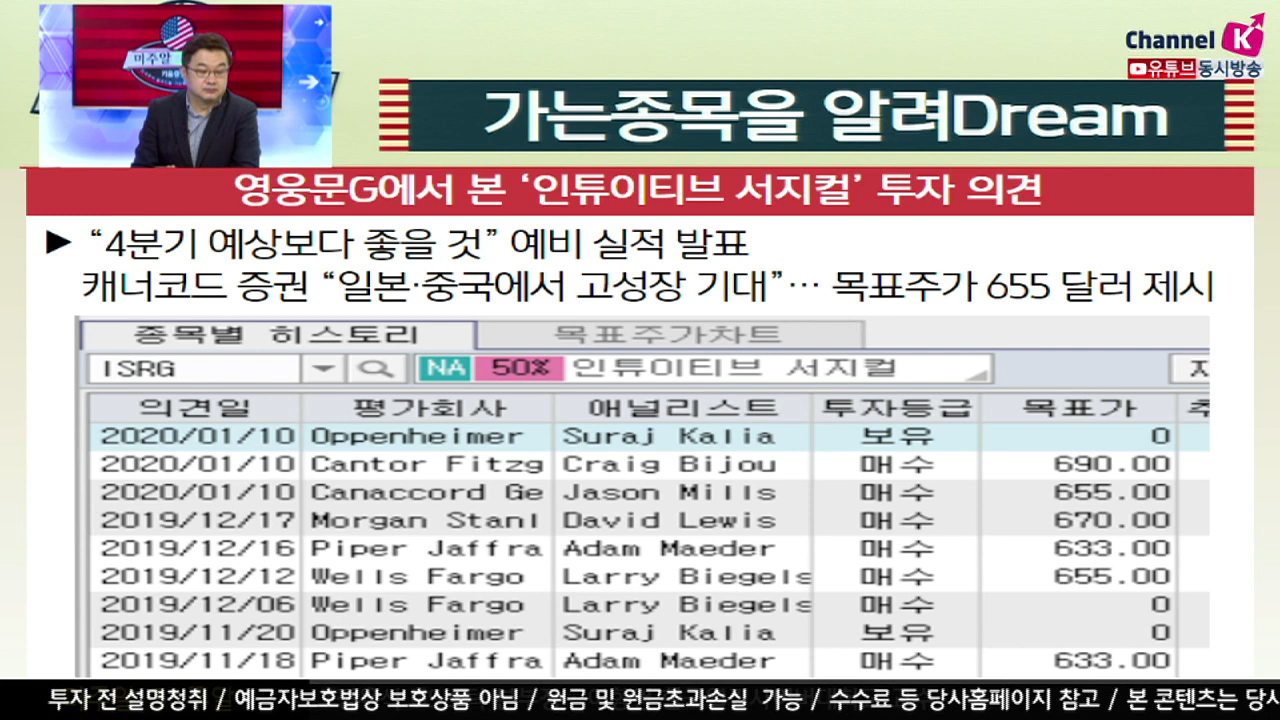 미주알
Channel K
유튜브동시방송
가는종목을 알려Dream
영웅문G에서 본 ‘인튜이티브 서지컬’ 투자 의견
▶ “4분기 예상보다 좋을 것” 예비 실적 발표
캐너코드 증권 “일본·중국에서 고성장 기대”… 목표주가 655 달러 제시
종목별 히스토리 목표주가차트
ISRG NA 50% 인튜이티브 서지컬
의견일 평가회사 애널리스트 투자등급 목표가
2020/01/10 Oppenheimer Suraj Kalia 보유 0
2020/01/10 Cantor Fitzg Craig Bijou 매수 690.00
2020/01/10 Canaccord Ge Jason Mills 매수 655.00
2019/12/17 Morgan Stanl David Lewis 매수 670.00
2019/12/16 Piper Jaffra Adam Maeder 매수 633.00
2019/12/12 Wells Fargo Larry Biegels 매수 655.00
2019/12/06 Wells Fargo Larry Biegels 매수 0
2019/11/20 Oppenheimer Suraj Kalia 보유 0
2019/11/18 Piper Jaffra Adam Maeder 매수 633.00
투자 전 설명청취 / 예금자보호법상 보호상품 아님 / 원금 및 원금초과손실 가능 / 수수료 등 당사홈페이지 참고 / 본 콘텐츠는 당사